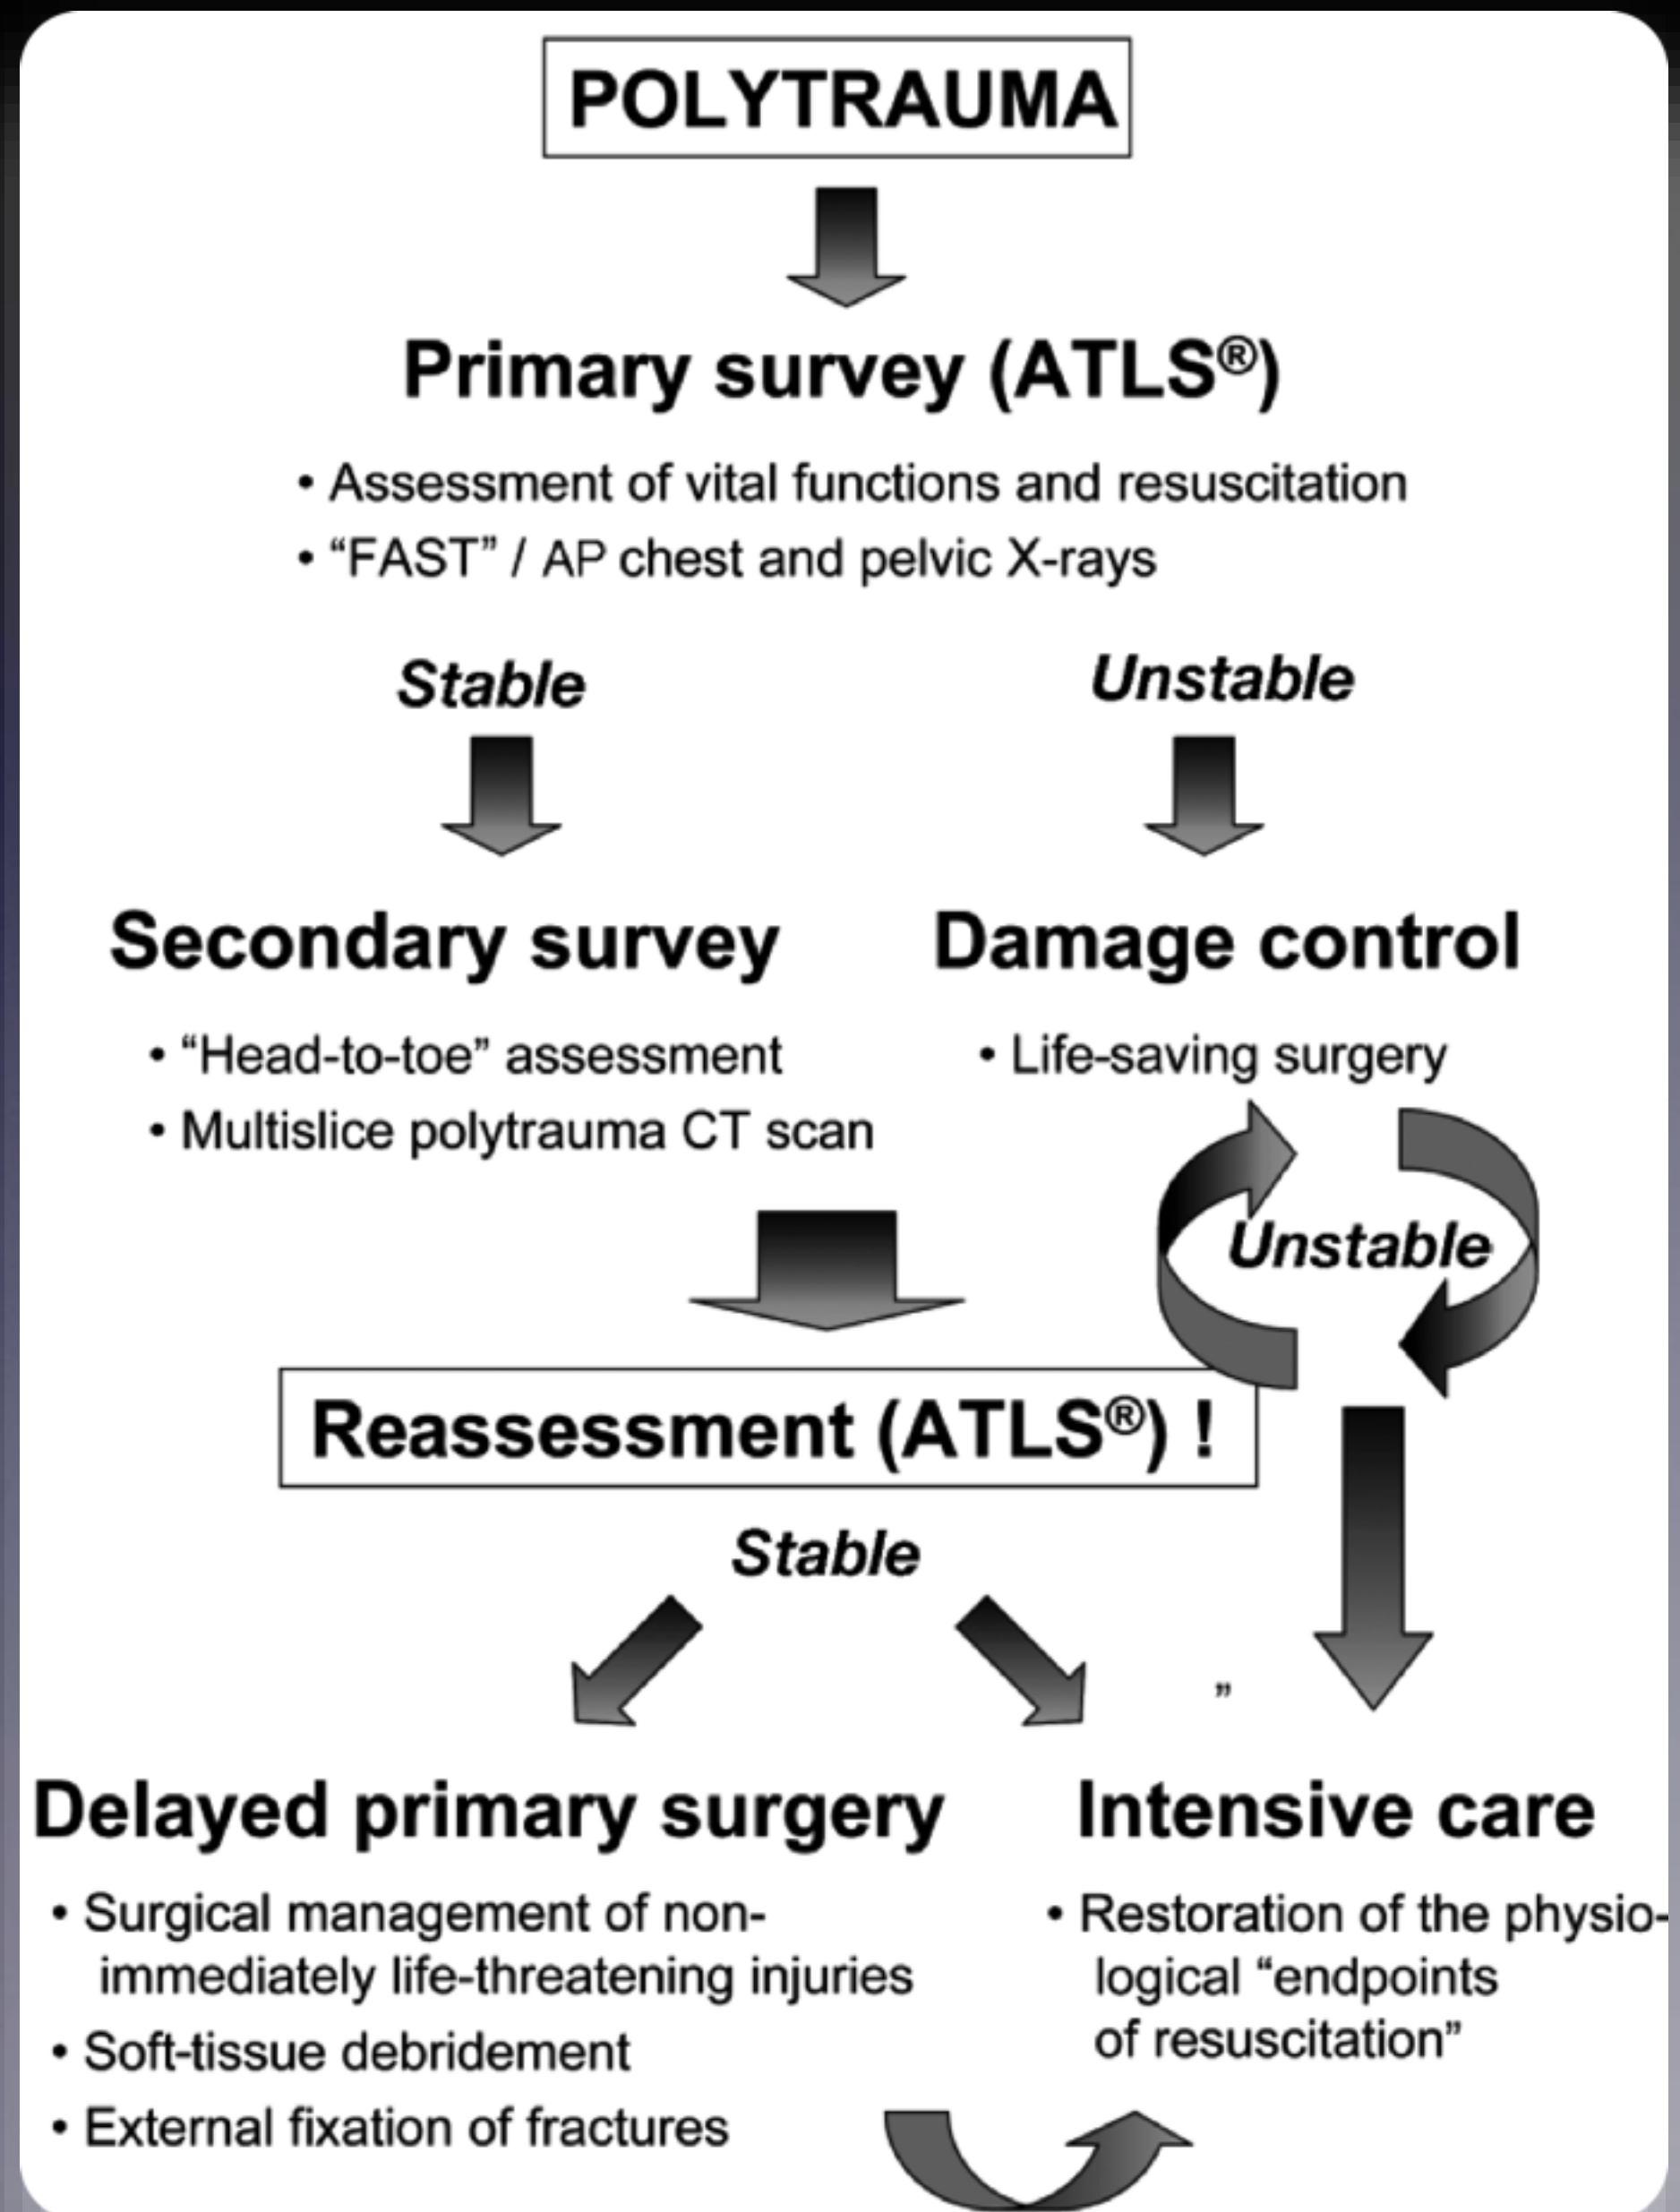 POLYTRAUMA
Primary survey (ATLS®)
• Assessment of vital functions and resuscitation
• “FAST” / AP chest and pelvic X-rays
Stable
Unstable
Secondary survey
• “Head-to-toe” assessment
• Multislice polytrauma CT scan
Damage control
• Life-saving surgery
Unstable
Reassessment (ATLS®) !
Stable
”
Delayed primary surgery
• Surgical management of non-
immediately life-threatening injuries
• Soft-tissue debridement
• External fixation of fractures
Intensive care
• Restoration of the physio-
logical “endpoints
of resuscitation”